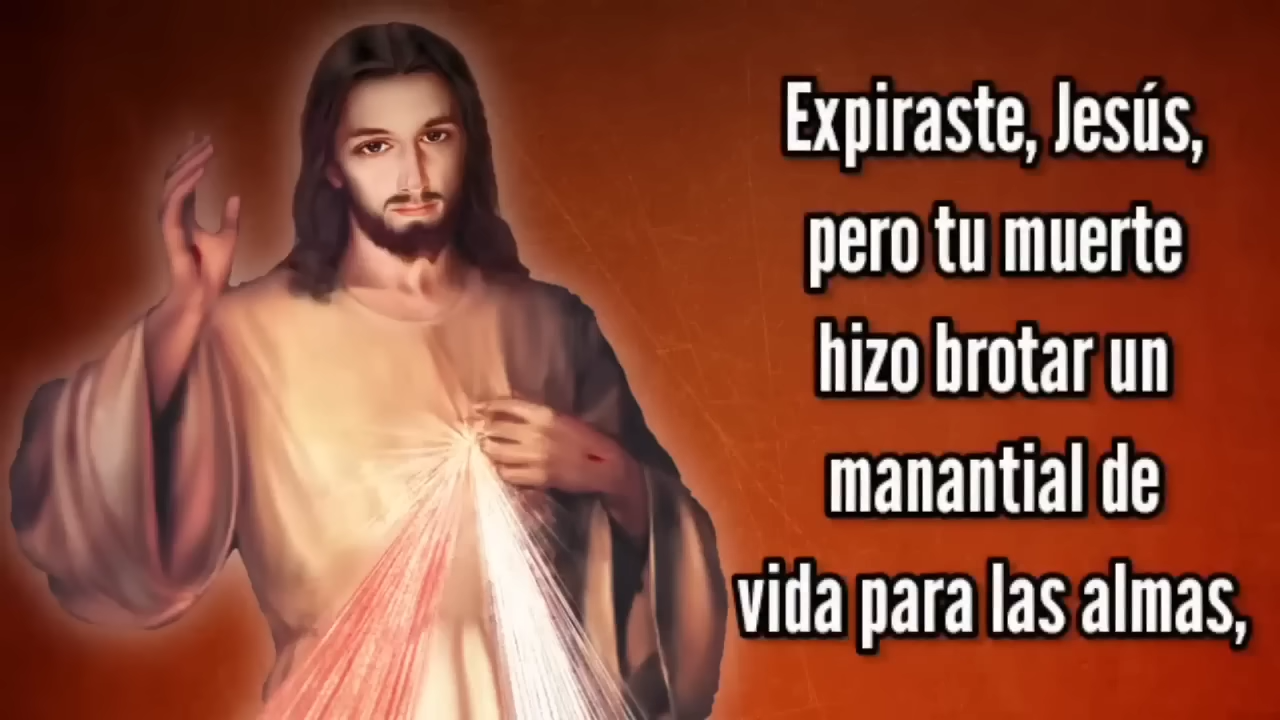 Expiraste, Jesús,
pero tu muerte
hizo brotar un
manantial de
vida para las almas,